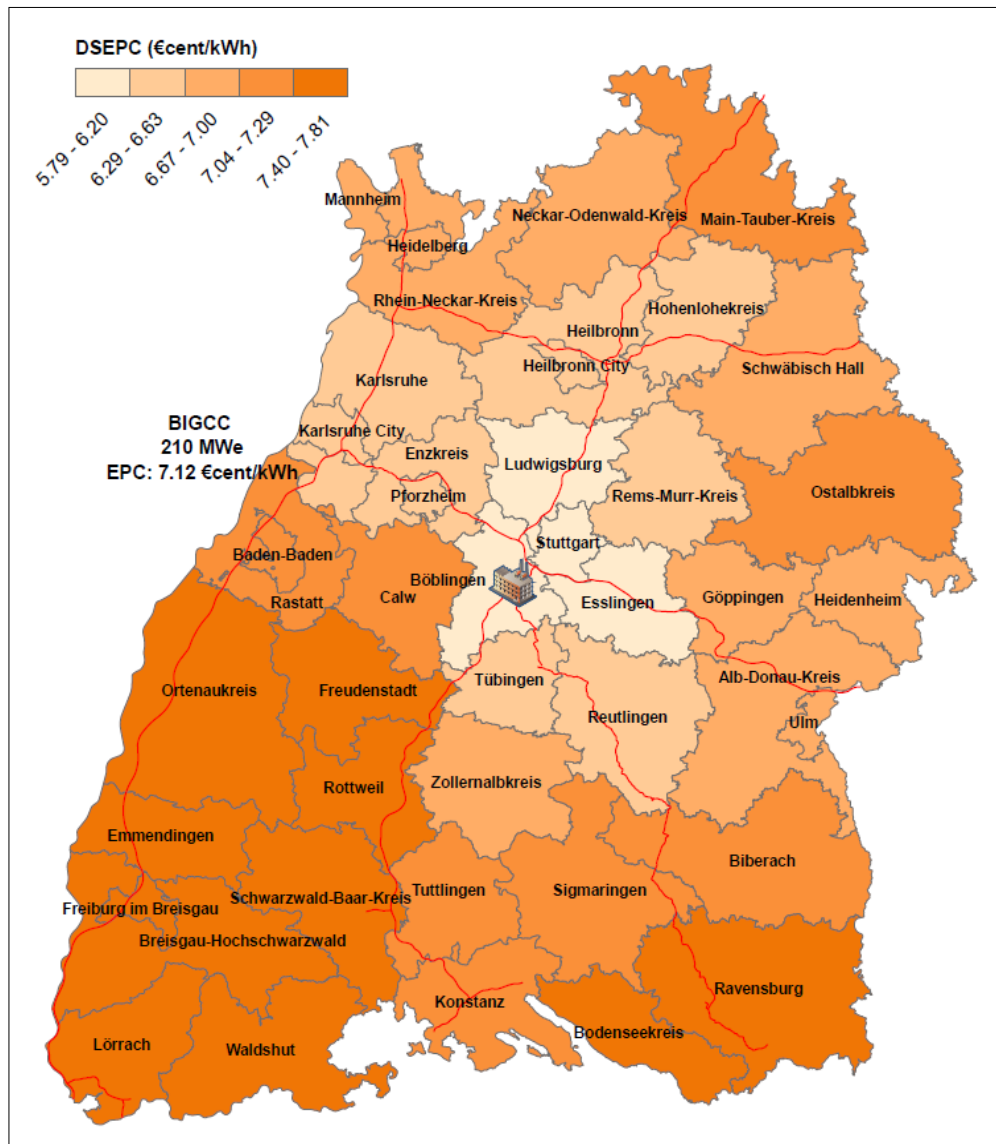 DSEPC (€cent/kWh)
5.79 - 6.20
6.29 - 6.63
6.67 - 7.00
7.04 - 7.29
7.40 - 7.81
Mannheim
Neckar-Odenwald-Kreis
Main-Tauber-Kreis
Heidelberg
Rhein-Neckar-Kreis
Hohenlohekreis
Heilbronn
Heilbronn City
Schwäbisch Hall
Karlsruhe
BIGCC
210 MWe
EPC: 7.12 €cent/kWh
Karlsruhe City
Enzkreis
Ludwigsburg
Pforzheim
Rems-Murr-Kreis
Ostalbkreis
Stuttgart
Baden-Baden
Böblingen
Rastatt
Calw
Esslingen
Göppingen
Heidenheim
Ortenaukreis
Freudenstadt
Tübingen
Alb-Donau-Kreis
Reutlingen
Ulm
Rottweil
Zollernalbkreis
Emmendingen
Biberach
Freiburg im Breisgau
Schwarzwald-Baar-Kreis
Tuttlingen
Sigmaringen
Breisgau-Hochschwarzwald
Konstanz
Ravensburg
Bodenseekreis
Lörrach
Waldshut